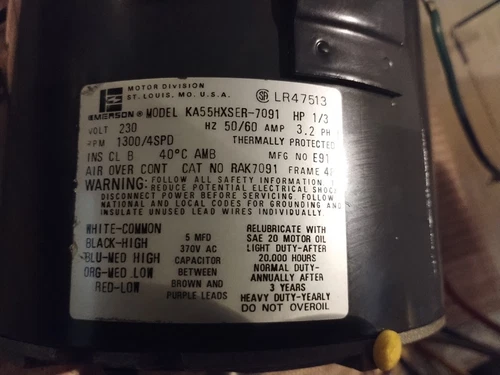 MOTOR DIVISION
ST. LOUIS, MO. U.S.A.
LR47513
EMERSON® MODEL KA55HXSER-7091 HP 1/3
VOLT 230 HZ 50/60 AMP 3.2 PH
RPM 1300/4SPD THERMALLY PROTECTED
INS CL B 40°C AMB MFG NO E91
AIR OVER CONT CAT NO RAK7091 FRAME
WARNING-FOLLOW ALL SAFETY INFORMATION.
REDUCE POTENTIAL ELECTRICAL SHOCK
DISCONNECT POWER BEFORE SERVICING. FOLLOW
NATIONAL AND LOCAL CODES FOR GROUNDING AND
INSULATE UNUSED LEAD WIRES INDIVIDUALLY.
WHITE-COMMON
BLACK-HIGH
BLU-MED HIGH
ORG-MED.LOW
RED-LOW
5 MFD
370V AC
CAPACITOR
BETWEEN
BROWN AND
PURPLE LEADS
RELUBRICATE WITH
SAE 20 MOTOR OIL
LIGHT DUTY-AFTER
20,000 HOURS
NORMAL DUTY-
ANNUALLY AFTER
3 YEARS
HEAVY DUTY-YEARLY
DO NOT OVEROIL